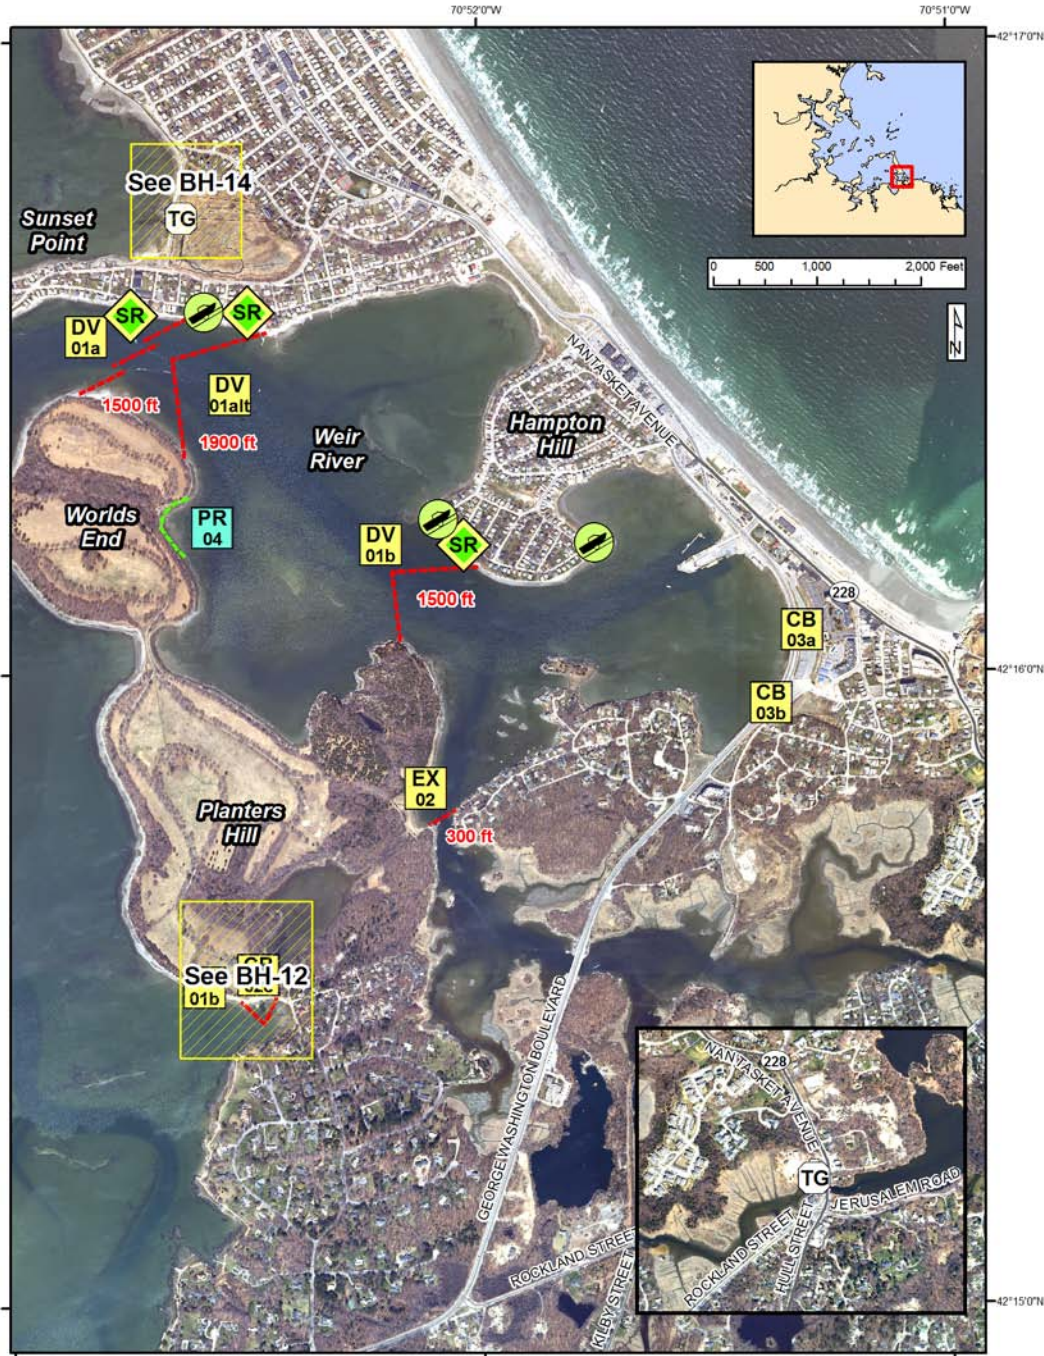 70°52'0"W
70°51'0"W
42°17'0"N
See BH-14
TG
Sunset
Point
0 500 1,000 2,000 Feet
N
SR
SR
DV
01a
DV
01alt
1500 ft
1900 ft
NANTASKET AVENUE
Hampton
Hill
Weir
River
Worlds
End
PR
04
DV
01b
SR
1500 ft
228
CB
03a
42°16'0"N
CB
03b
EX
02
300 ft
Planters
Hill
See BH-12
01b
GEORGE WASHINGTON BOULEVARD
ROCKLAND STREET
KILBY STREET
NANTASKET AVENUE
228
TG
JERUSALEM ROAD
ROCKLAND STREET
HULL STREET
42°15'0"N